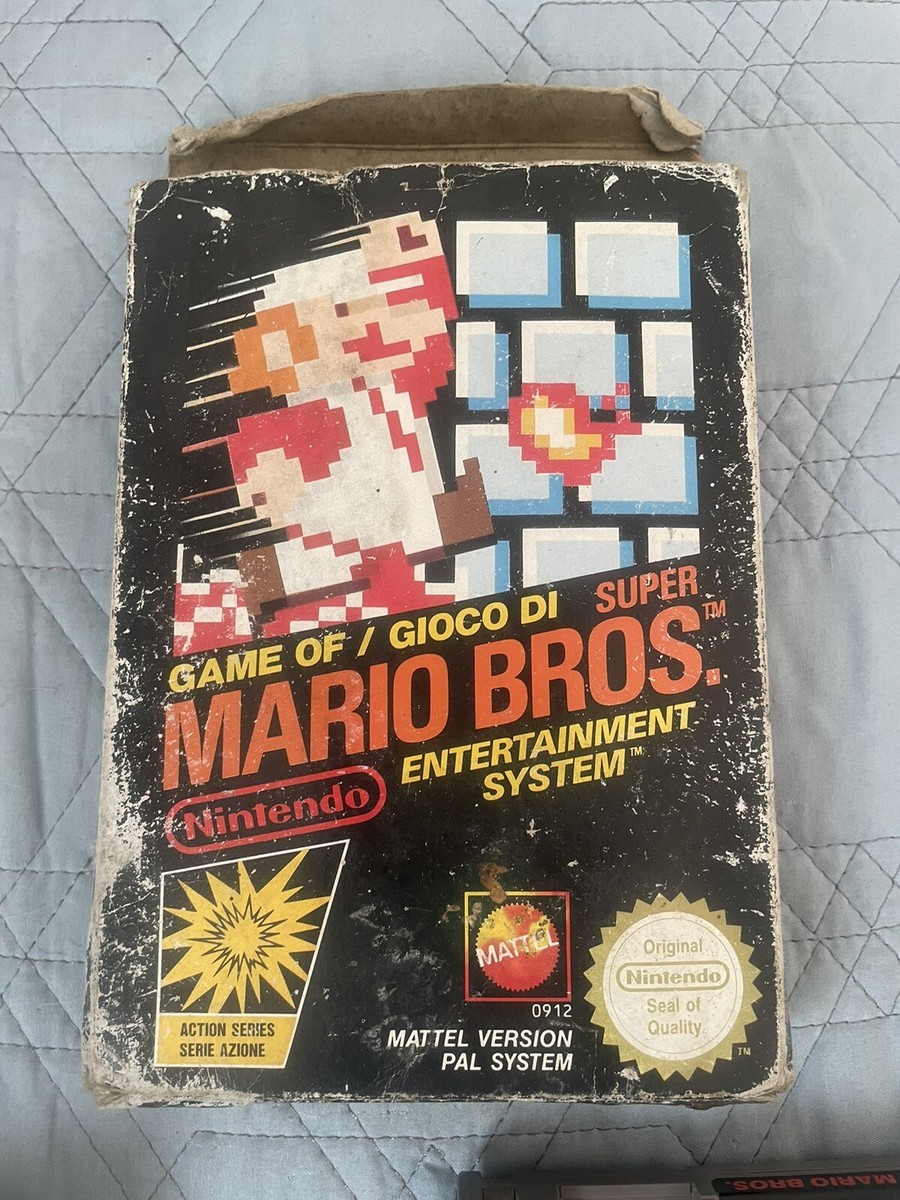 GAME OF / GIOCO DI
SUPER
MARIO BROS.™
ENTERTAINMENT
SYSTEM™
Nintendo
ACTION SERIES
SERIE AZIONE
MATTEL
0912
MATTEL VERSION
PAL SYSTEM
Original
Nintendo
Seal of
Quality
TM
MARIO BROS.